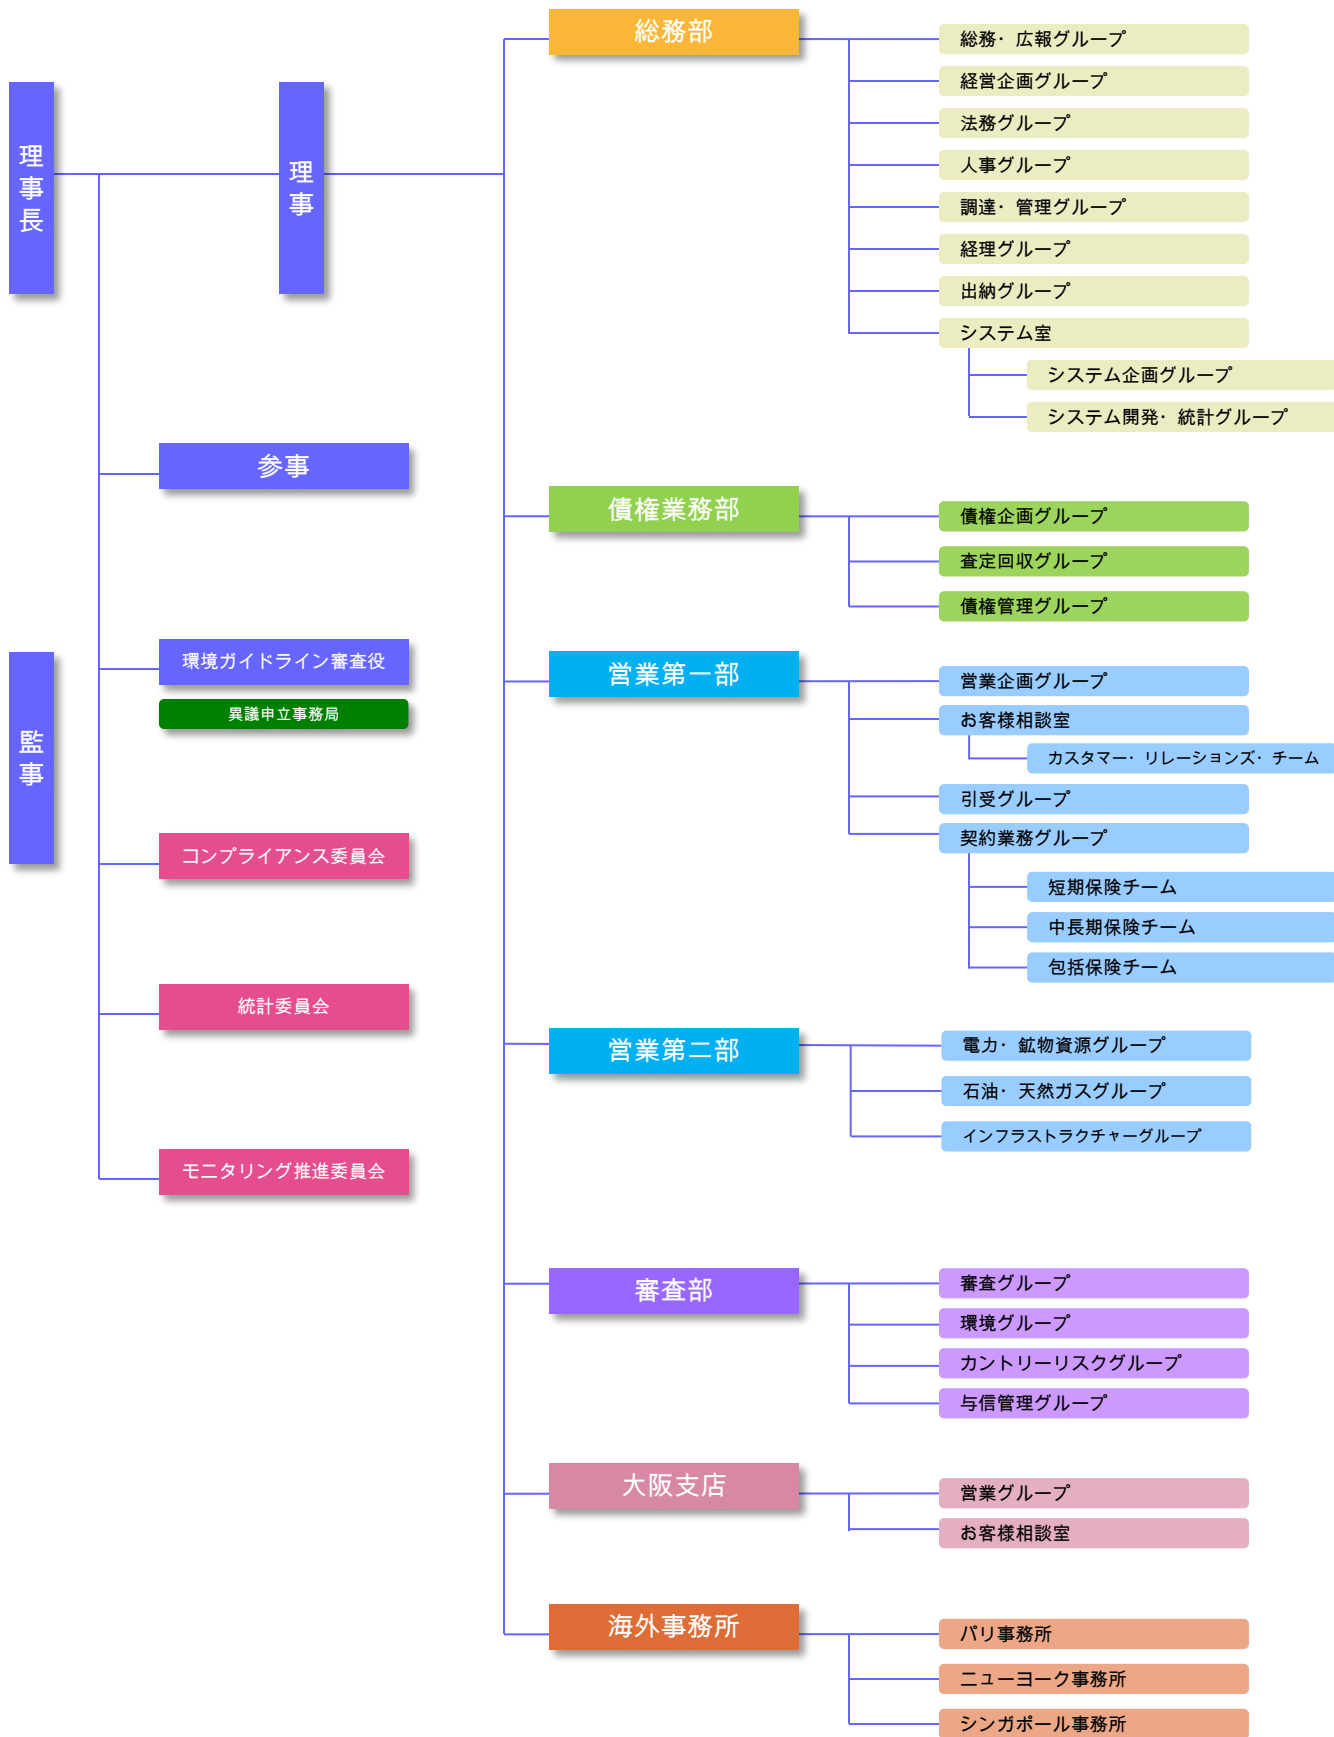 理事長
理事
参事
環境ガイドライン審査役
異議申立事務局
監事
コンプライアンス委員会
統計委員会
モニタリング推進委員会
総務部
総務・広報グループ
経営企画グループ
法務グループ
人事グループ
調達・管理グループ
経理グループ
出納グループ
システム室
システム企画グループ
システム開発・統計グループ
債権業務部
債権企画グループ
査定回収グループ
債権管理グループ
営業第一部
営業企画グループ
お客様相談室
カスタマー・リレーションズ・チーム
引受グループ
契約業務グループ
短期保険チーム
中長期保険チーム
包括保険チーム
営業第二部
電力・鉱物資源グループ
石油・天然ガスグループ
インフラストラクチャーグループ
審査部
審査グループ
環境グループ
カントリーリスクグループ
与信管理グループ
大阪支店
営業グループ
お客様相談室
海外事務所
パリ事務所
ニューヨーク事務所
シンガポール事務所